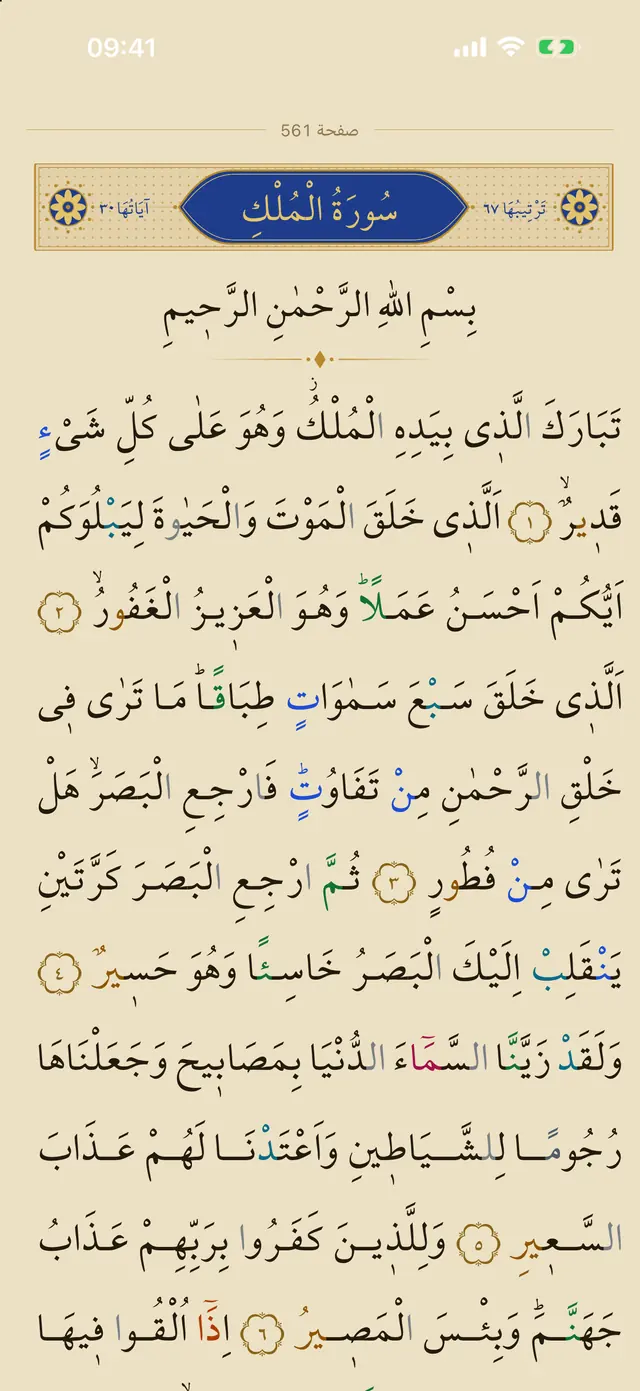 09:41
صفحة 561
تَرْتِيبُهَا ٦٧ سُورَةُ الْمُلْكِ آيَاتُهَا ٣٠
بِسْمِ اللهِ الرَّحْمٰنِ الرَّح۪يمِ
تَبَارَكَ الَّذ۪ى بِيَدِهِ الْمُلْكُۘ وَهُوَ عَلٰى كُلِّ شَىْءٍ
قَد۪يرٌۙ ١ اَلَّذ۪ى خَلَقَ الْمَوْتَ وَالْحَيٰوةَ لِيَبْلُوَكُمْ
اَيُّكُمْ اَحْسَنُ عَمَلًاۜ وَهُوَ الْعَز۪يزُ الْغَفُورُۙ ٢
اَلَّذ۪ى خَلَقَ سَبْعَ سَمٰوَاتٍ طِبَاقًاۜ مَا تَرٰى ف۪ى
خَلْقِ الرَّحْمٰنِ مِنْ تَفَاوُتٍۜ فَارْجِعِ الْبَصَرَۙ هَلْ
تَرٰى مِنْ فُطُورٍ ٣ ثُمَّ ارْجِعِ الْبَصَرَ كَرَّتَيْنِ
يَنْقَلِبْ اِلَيْكَ الْبَصَرُ خَاسِئًا وَهُوَ حَس۪يرٌ ٤
وَلَقَدْ زَيَّنَّا السَّمَٓاءَ الدُّنْيَا بِمَصَاب۪يحَ وَجَعَلْنَاهَا
رُجُومًا لِلشَّيَاط۪ينِ وَاَعْتَدْنَا لَهُمْ عَذَابَ
السَّع۪يرِ ٥ وَلِلَّذ۪ينَ كَفَرُوا بِرَبِّهِمْ عَذَابُ
جَهَنَّمَۜ وَبِئْسَ الْمَص۪يرُ ٦ اِذَٓا اُلْقُوا ف۪يهَا